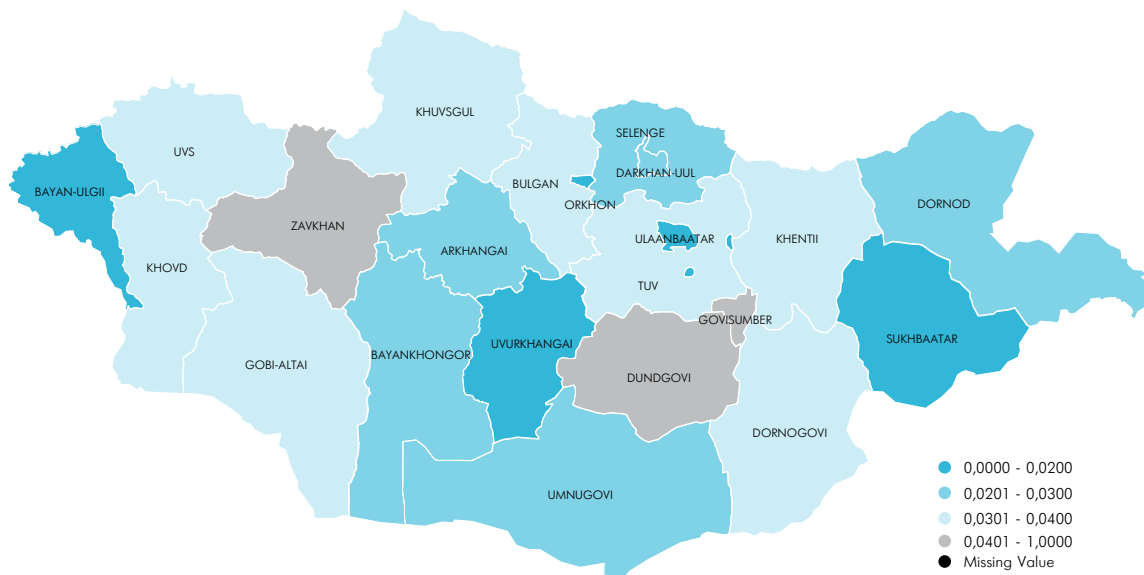 KHUVSGUL
SELENGE
UVS
DARKHAN-UUL
BULGAN
BAYAN-ULGII
DORNOD
ORKHON
ZAVKHAN
ULAANBAATAR
KHENTII
ARKHANGAI
KHOVD
TUV
GOVISUMBER
SUKHBAATAR
UVURKHANGAI
BAYANKHONGOR
GOBI-ALTAI
DUNDGOVI
DORNOGOVI
UMNUGOVI
0,0000 - 0,0200
0,0201 - 0,0300
0,0301 - 0,0400
0,0401 - 1,0000
Missing Value